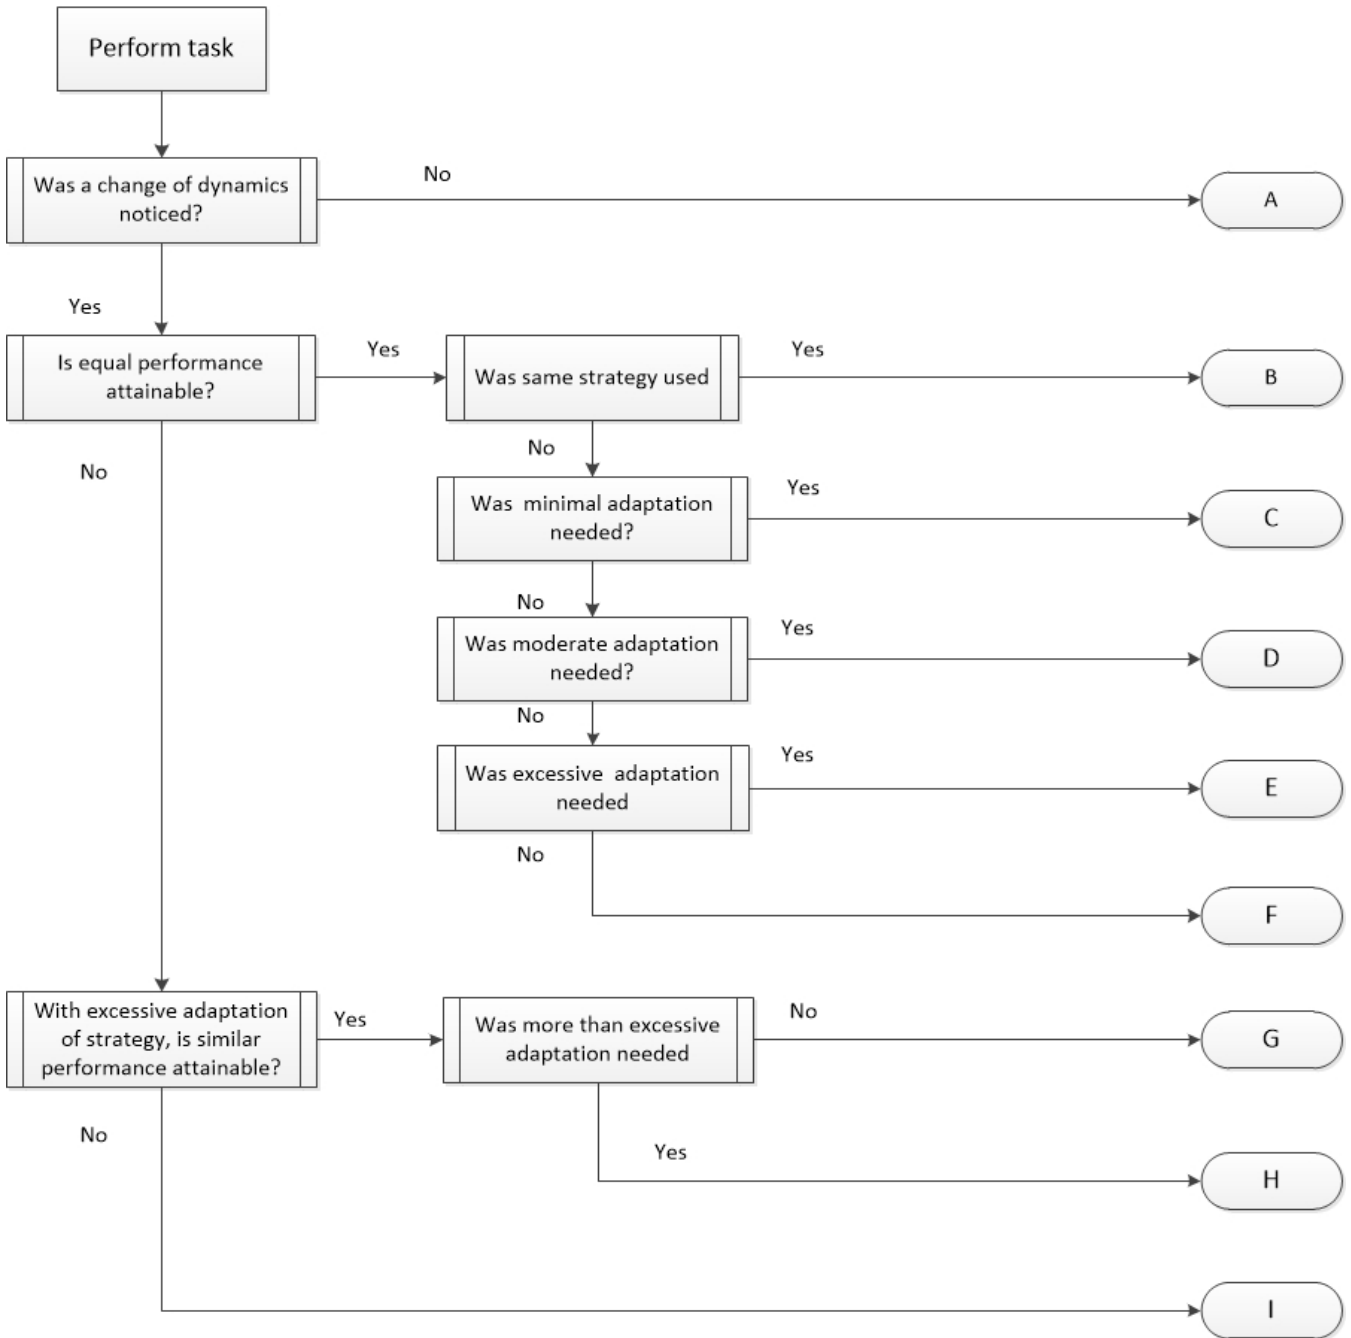 Perform task
Was a change of dynamics
noticed?
No
A
Yes
Is equal performance
attainable?
Yes
Was same strategy used
Yes
B
No
No
Was  minimal adaptation
needed?
Yes
C
No
Was moderate adaptation
needed?
Yes
D
No
Was excessive  adaptation
needed
Yes
E
No
F
With excessive adaptation
of strategy, is similar
performance attainable?
Yes
Was more than excessive
adaptation needed
No
G
No
Yes
H
I